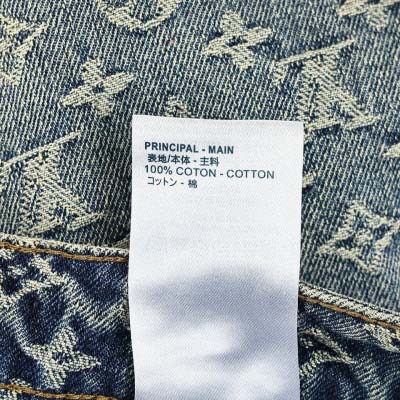 PRINCIPAL - MAIN
表地/本体 - 主料
100% COTON - COTTON
コットン - 棉